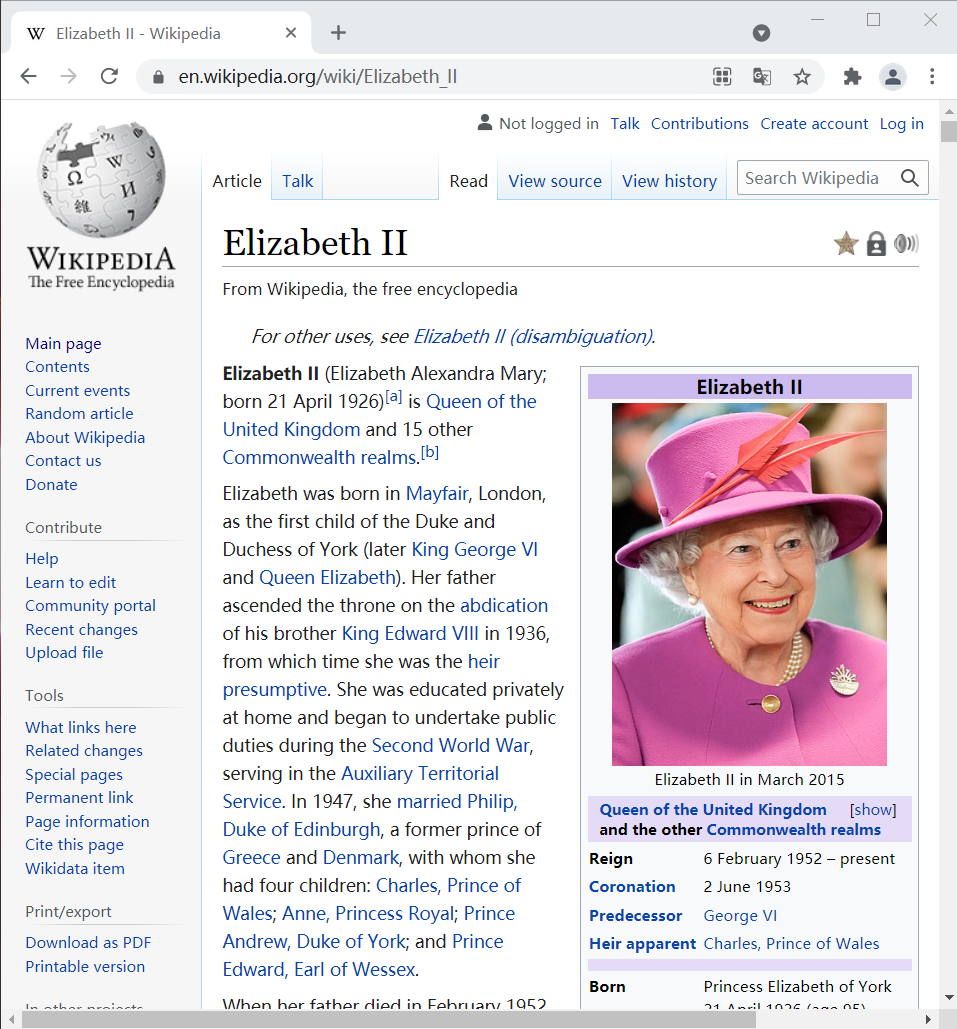 Elizabeth II - Wikipedia
en.wikipedia.org/wiki/Elizabeth_II
Not logged in Talk Contributions Create account Log in
Article Talk Read View source View history Search Wikipedia
WIKIPEDIA
The Free Encyclopedia
Main page
Contents
Current events
Random article
About Wikipedia
Contact us
Donate
Contribute
Help
Learn to edit
Community portal
Recent changes
Upload file
Tools
What links here
Related changes
Special pages
Permanent link
Page information
Cite this page
Wikidata item
Print/export
Download as PDF
Printable version
In other projects
Elizabeth II
From Wikipedia, the free encyclopedia
For other uses, see Elizabeth II (disambiguation).
Elizabeth II (Elizabeth Alexandra Mary;
born 21 April 1926)[a] is Queen of the
United Kingdom and 15 other
Commonwealth realms.[b]
Elizabeth was born in Mayfair, London,
as the first child of the Duke and
Duchess of York (later King George VI
and Queen Elizabeth). Her father
ascended the throne on the abdication
of his brother King Edward VIII in 1936,
from which time she was the heir
presumptive. She was educated privately
at home and began to undertake public
duties during the Second World War,
serving in the Auxiliary Territorial
Service. In 1947, she married Philip,
Duke of Edinburgh, a former prince of
Greece and Denmark, with whom she
had four children: Charles, Prince of
Wales; Anne, Princess Royal; Prince
Andrew, Duke of York; and Prince
Edward, Earl of Wessex.
When her father died in February 1952,
Elizabeth II
Elizabeth II in March 2015
Queen of the United Kingdom [show]
and the other Commonwealth realms
Reign 6 February 1952 – present
Coronation 2 June 1953
Predecessor George VI
Heir apparent Charles, Prince of Wales
Born Princess Elizabeth of York
21 April 1926 (age 95)